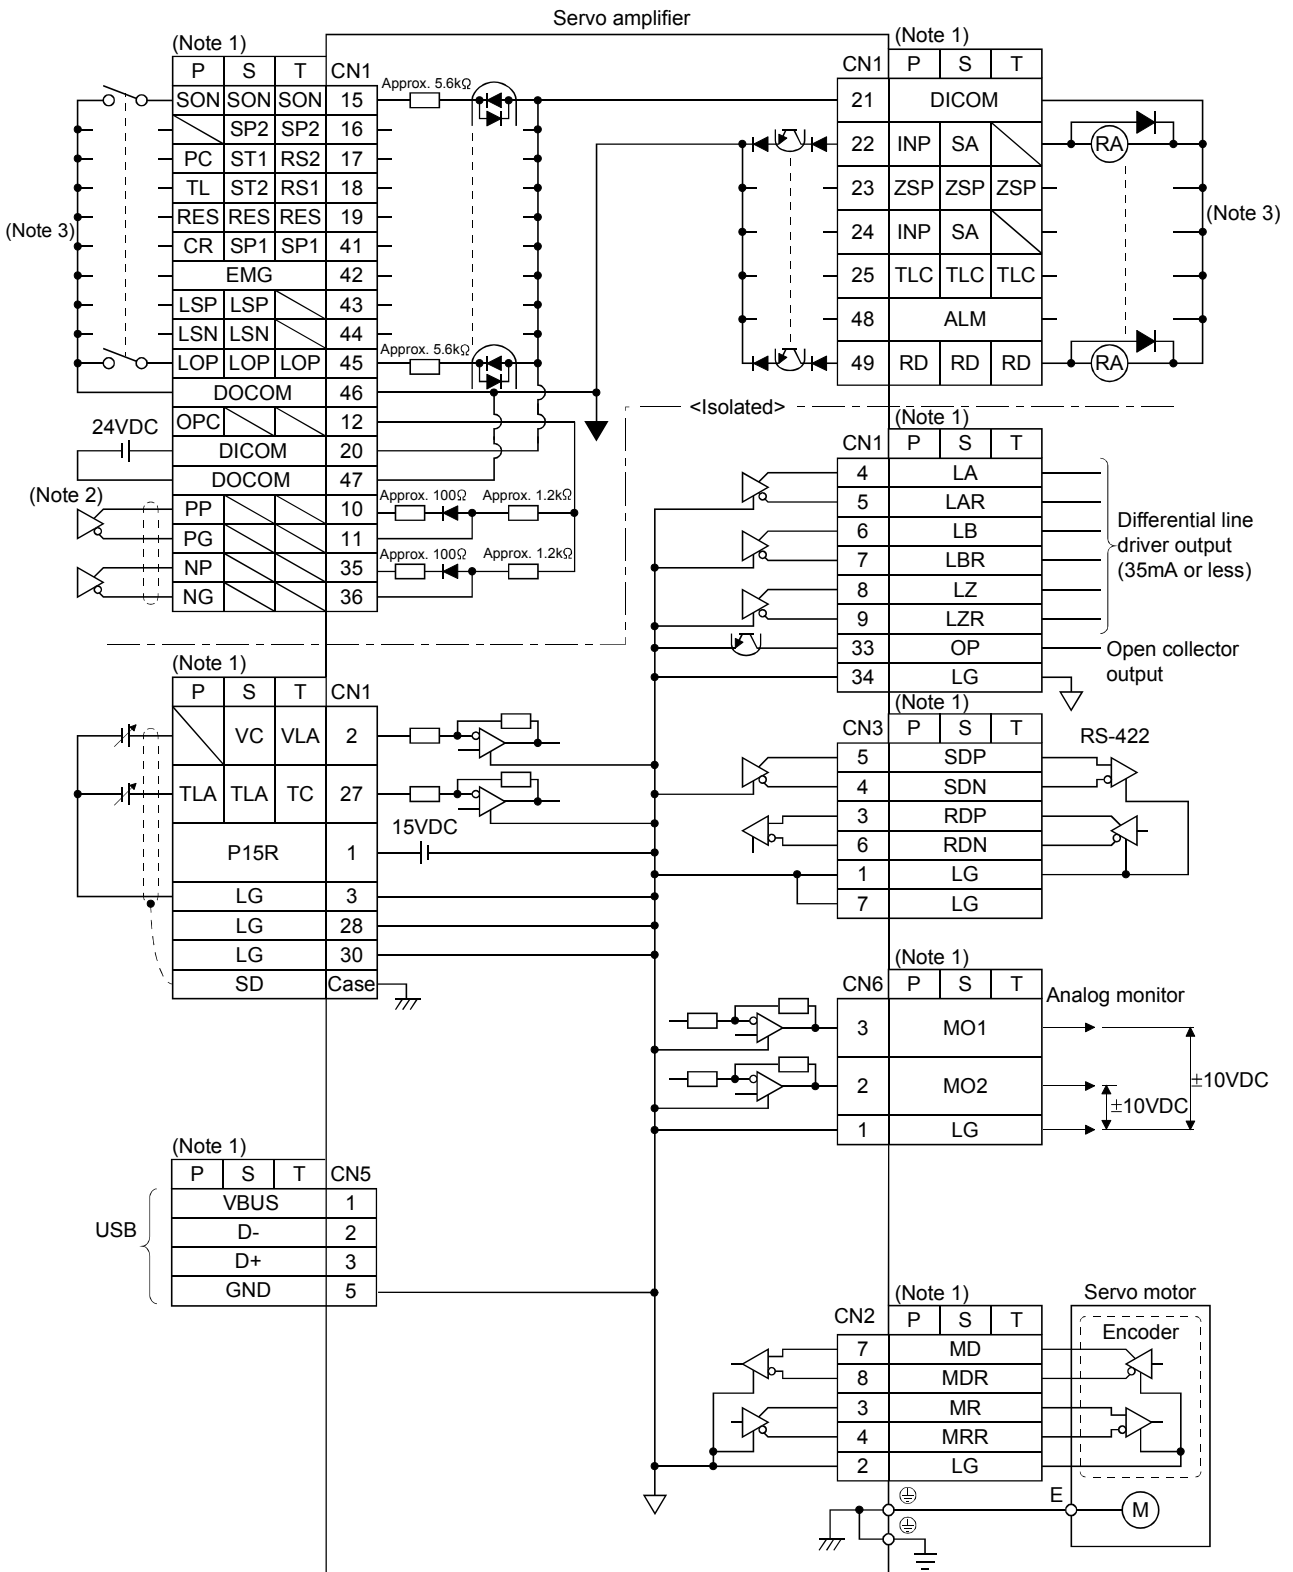 Servo amplifier
(Note 1)
P S T CN1
SON SON SON 15 Approx. 5.6kΩ
SP2 SP2 16
PC ST1 RS2 17
TL ST2 RS1 18
RES RES RES 19
(Note 3)
CR SP1 SP1 41
EMG 42
LSP LSP 43
LSN LSN 44
LOP LOP LOP 45 Approx. 5.6kΩ
DOCOM 46
OPC 12
24VDC
DICOM 20
DOCOM 47
(Note 2)
PP 10 Approx. 100Ω Approx. 1.2kΩ
PG 11
NP 35 Approx. 100Ω Approx. 1.2kΩ
NG 36
(Note 1)
CN1 P S T
21 DICOM
22 INP SA RA
23 ZSP ZSP ZSP
(Note 3)
24 INP SA
25 TLC TLC TLC
48 ALM
49 RD RD RD RA
<Isolated>
(Note 1)
CN1 P S T
4 LA
5 LAR
6 LB
7 LBR
8 LZ
9 LZR
Differential line
driver output
(35mA or less)
33 OP
Open collector
output
34 LG
(Note 1)
P S T CN1
VC VLA 2
TLA TLA TC 27
15VDC
P15R 1
LG 3
LG 28
LG 30
SD Case
(Note 1)
CN3 P S T
RS-422
5 SDP
4 SDN
3 RDP
6 RDN
1 LG
7 LG
(Note 1)
CN6 P S T
Analog monitor
3 MO1
±10VDC
2 MO2
±10VDC
1 LG
(Note 1)
P S T CN5
VBUS 1
USB
D- 2
D+ 3
GND 5
(Note 1)
CN2 P S T
Servo motor
Encoder
7 MD
8 MDR
3 MR
4 MRR
2 LG
E
M